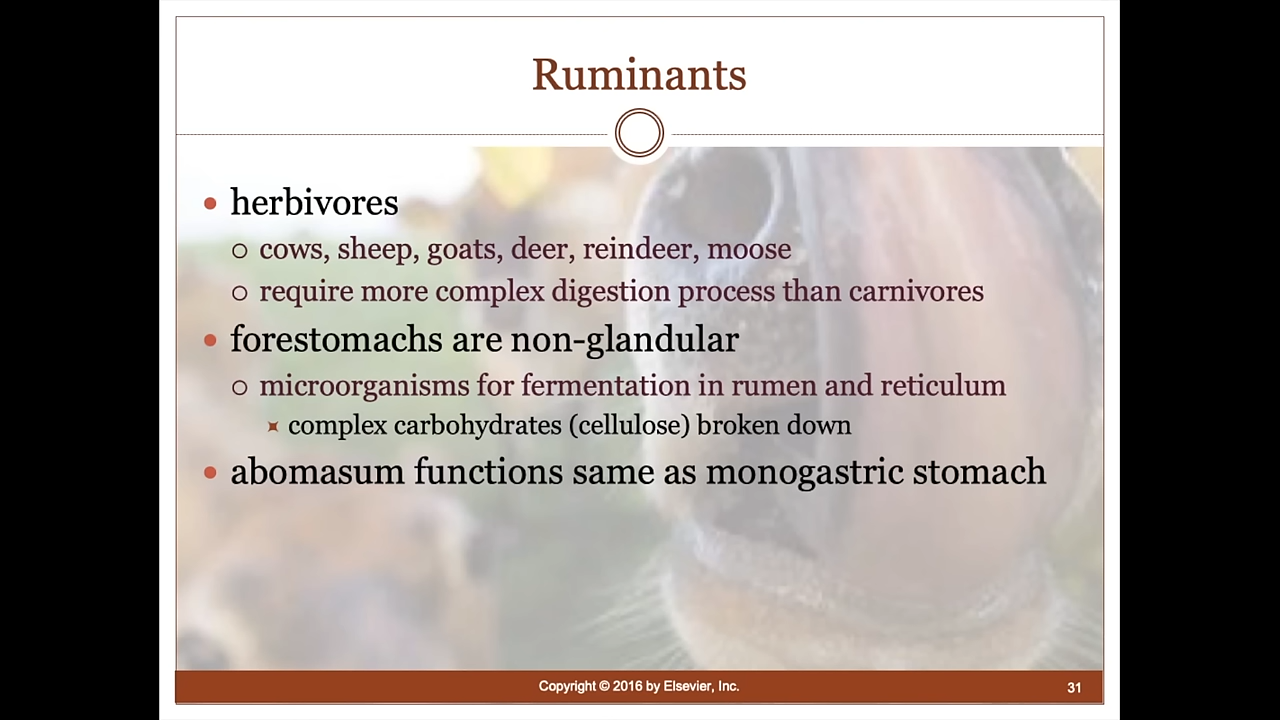 Ruminants
• herbivores
○ cows, sheep, goats, deer, reindeer, moose
○ require more complex digestion process than carnivores
• forestomachs are non-glandular
○ microorganisms for fermentation in rumen and reticulum
✦ complex carbohydrates (cellulose) broken down
• abomasum functions same as monogastric stomach
Copyright © 2016 by Elsevier, Inc.
31